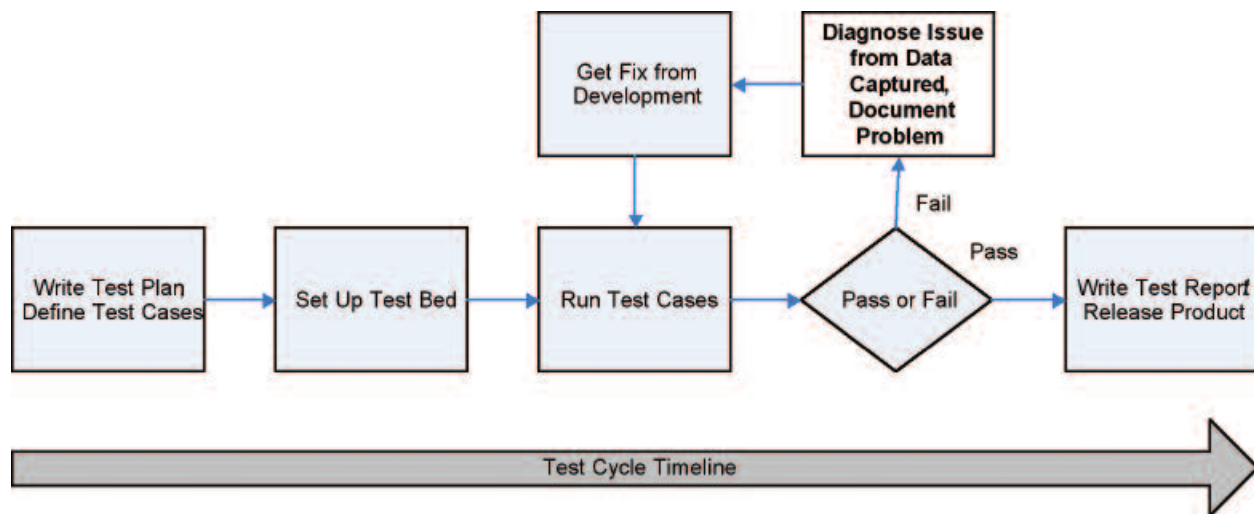 Get Fix from
Development
Diagnose Issue
from Data
Captured,
Document
Problem
Fail
Pass
Write Test Plan,
Define Test Cases
Set Up Test Bed
Run Test Cases
Pass or Fail
Write Test Report/
Release Product
Test Cycle Timeline